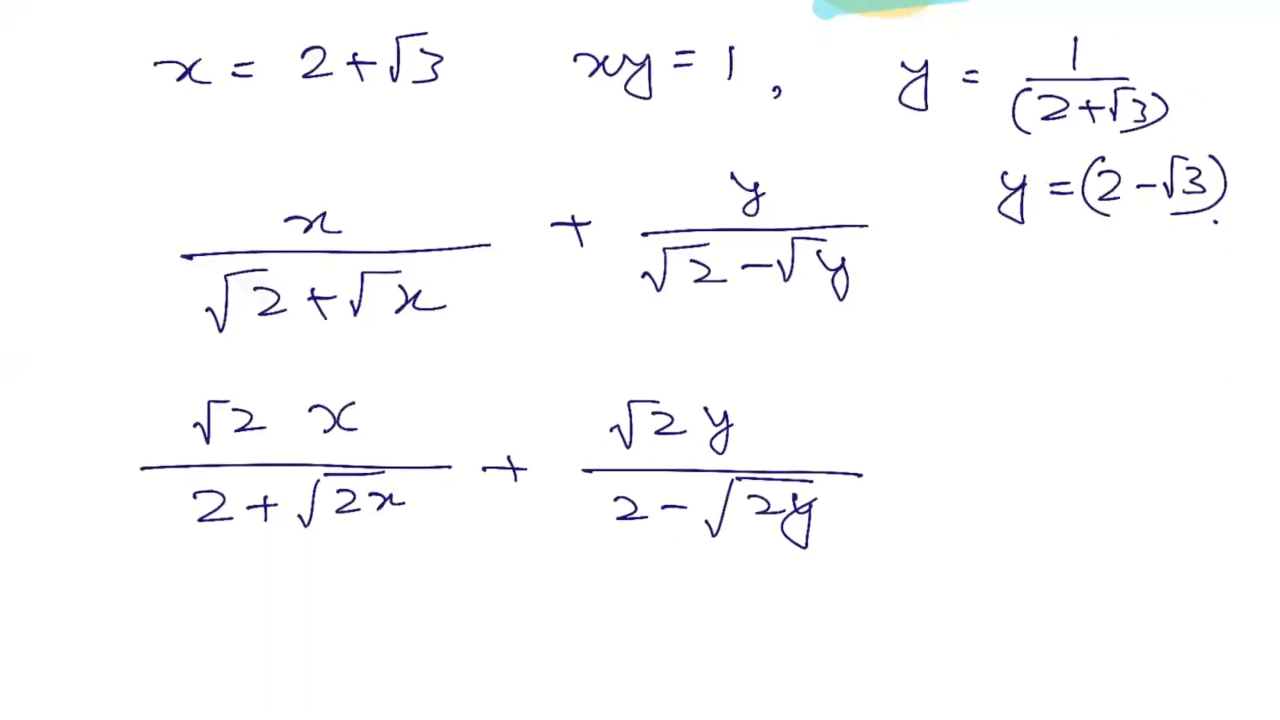 x = 2+√3 xy = 1 , y = 1/(2+√3)
y = (2-√3)
x/(√2+√x) + y/(√2-√y)
√2 x/(2+√(2x)) + √2 y/(2-√(2y))